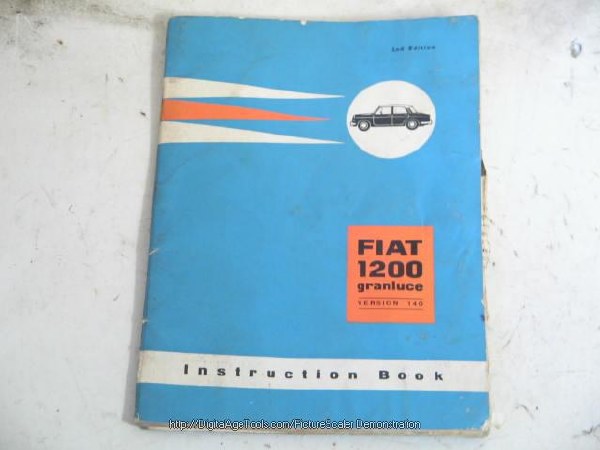 2nd Edition
FIAT
1200
granluce
VERSION 140
Instruction Book
http://DigitalAgeTools.com/PictureScaler Demonstration